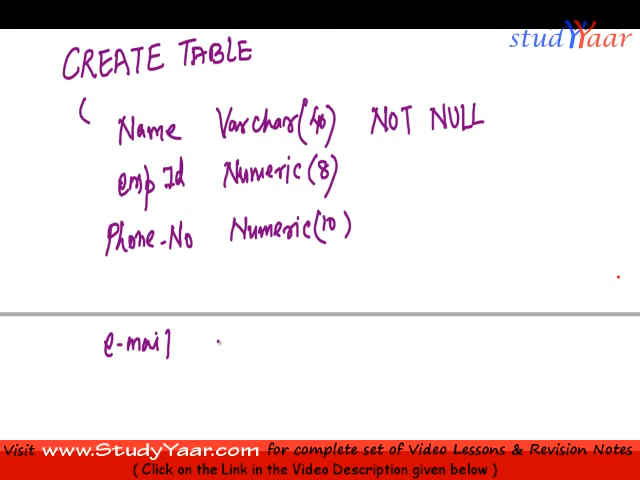 studYYaar
CREATE TABLE
(
Name Varchar(40) NOT NULL
emp Id Numeric (8)
Phone-No Numeric(10)
e-mail
Visit www.StudyYaar.com for complete set of Video Lessons & Revision Notes
( Click on the Link in the Video Description given below )